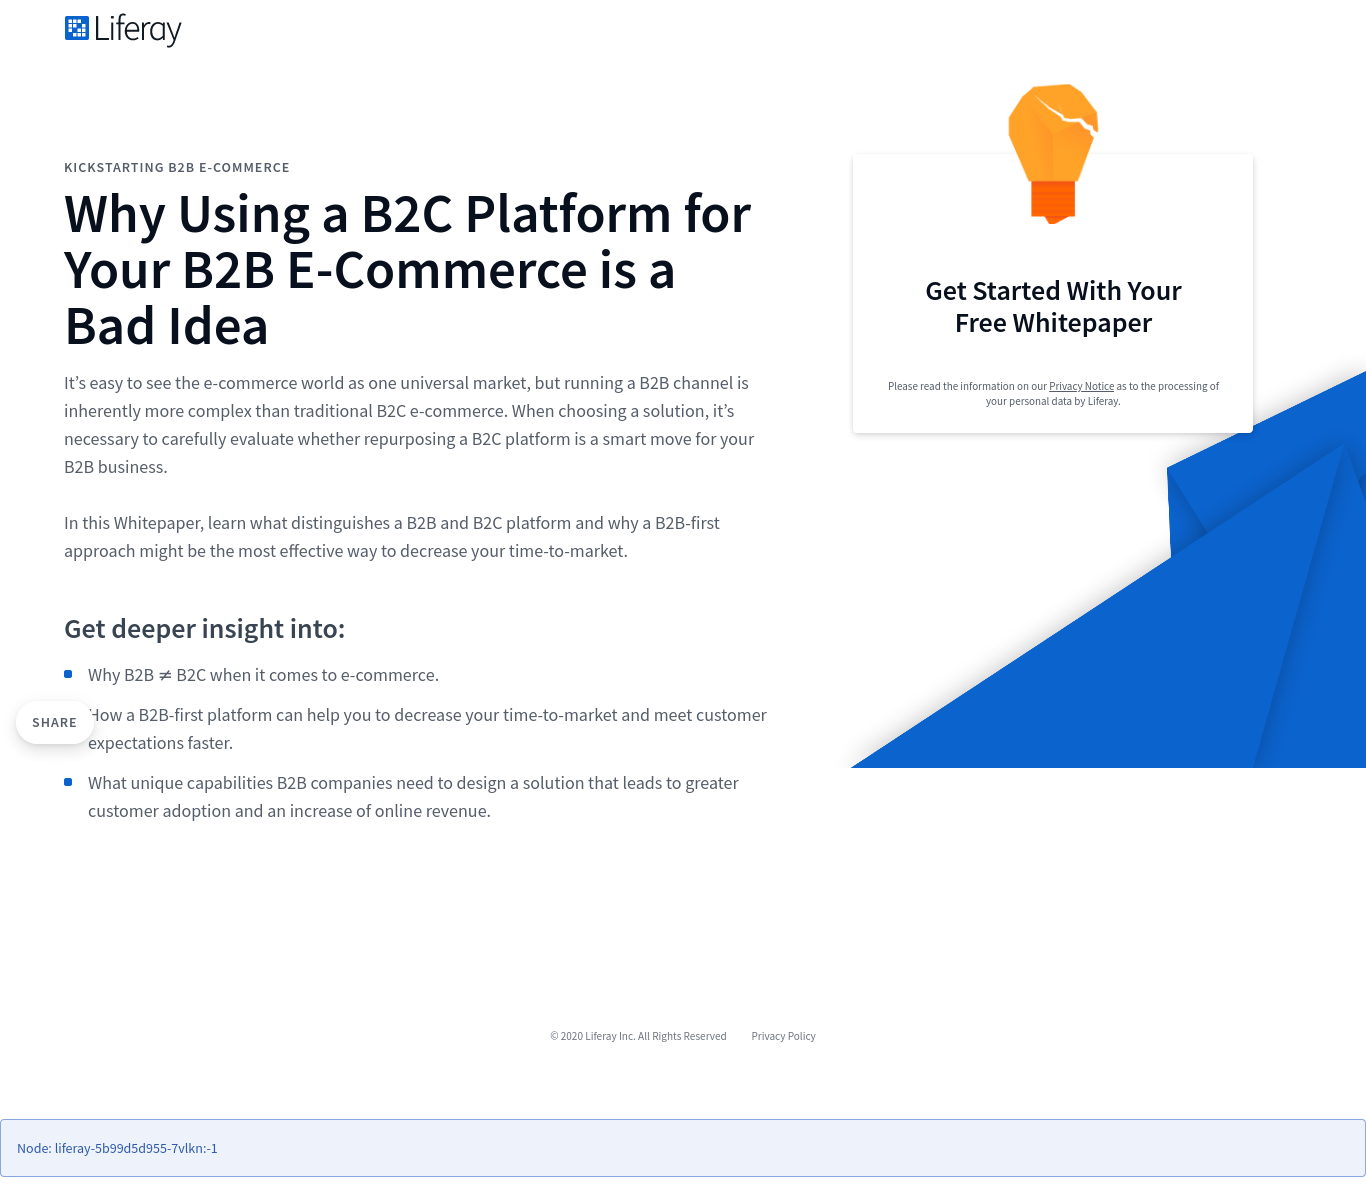 Liferay
KICKSTARTING B2B E-COMMERCE
Why Using a B2C Platform for
Your B2B E-Commerce is a
Bad Idea
It’s easy to see the e-commerce world as one universal market, but running a B2B channel is
inherently more complex than traditional B2C e-commerce. When choosing a solution, it’s
necessary to carefully evaluate whether repurposing a B2C platform is a smart move for your
B2B business.
In this Whitepaper, learn what distinguishes a B2B and B2C platform and why a B2B-first
approach might be the most effective way to decrease your time-to-market.
Get deeper insight into:
Why B2B ≠ B2C when it comes to e-commerce.
How a B2B-first platform can help you to decrease your time-to-market and meet customer
expectations faster.
What unique capabilities B2B companies need to design a solution that leads to greater
customer adoption and an increase of online revenue.
SHARE
Get Started With Your
Free Whitepaper
Please read the information on our Privacy Notice as to the processing of
your personal data by Liferay.
© 2020 Liferay Inc. All Rights Reserved Privacy Policy
Node: liferay-5b99d5d955-7vlkn:-1